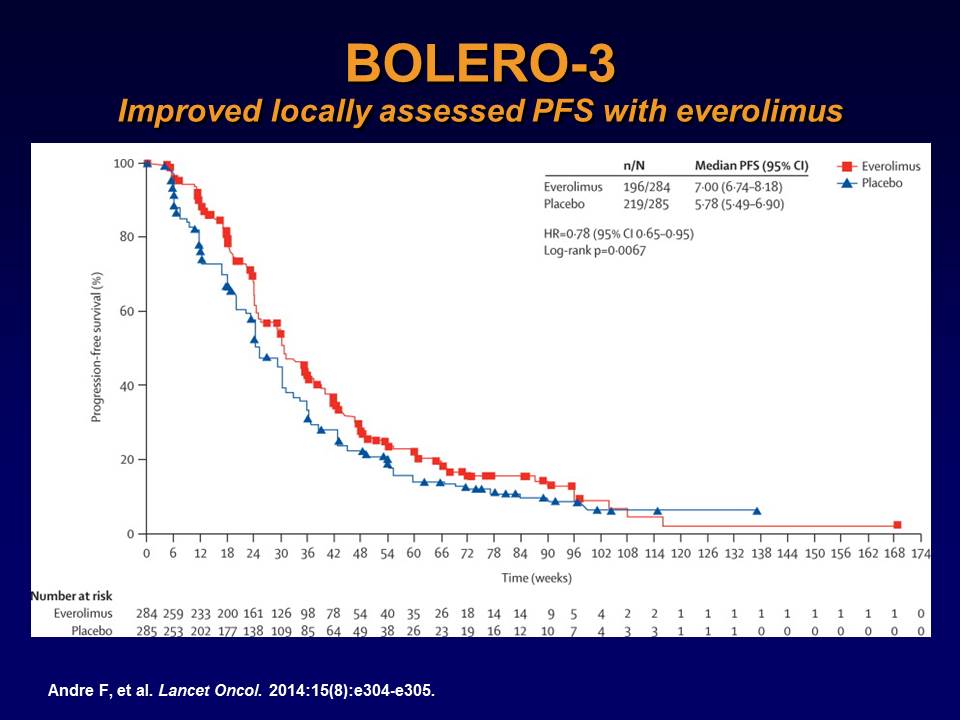 BOLERO-3
Improved locally assessed PFS with everolimus
n/N Median PFS (95% CI)
Everolimus 196/284 7·00 (6·74–8·18)
Placebo 219/285 5·78 (5·49–6·90)
HR=0·78 (95% CI 0·65–0·95)
Log-rank p=0·0067
Everolimus
Placebo
Progression-free survival (%)
100
80
60
40
20
0
0 6 12 18 24 30 36 42 48 54 60 66 72 78 84 90 96 102 108 114 120 126 132 138 144 150 156 162 168 174
Time (weeks)
Number at risk
Everolimus 284 259 233 200 161 126 98 78 54 40 35 26 18 14 14 9 5 4 2 2 1 1 1 1 1 1 1 1 1 0
Placebo 285 253 202 177 138 109 85 64 49 38 26 23 19 16 12 10 7 4 3 3 1 1 1 0 0 0 0 0 0 0
Andre F, et al. Lancet Oncol. 2014:15(8):e304-e305.